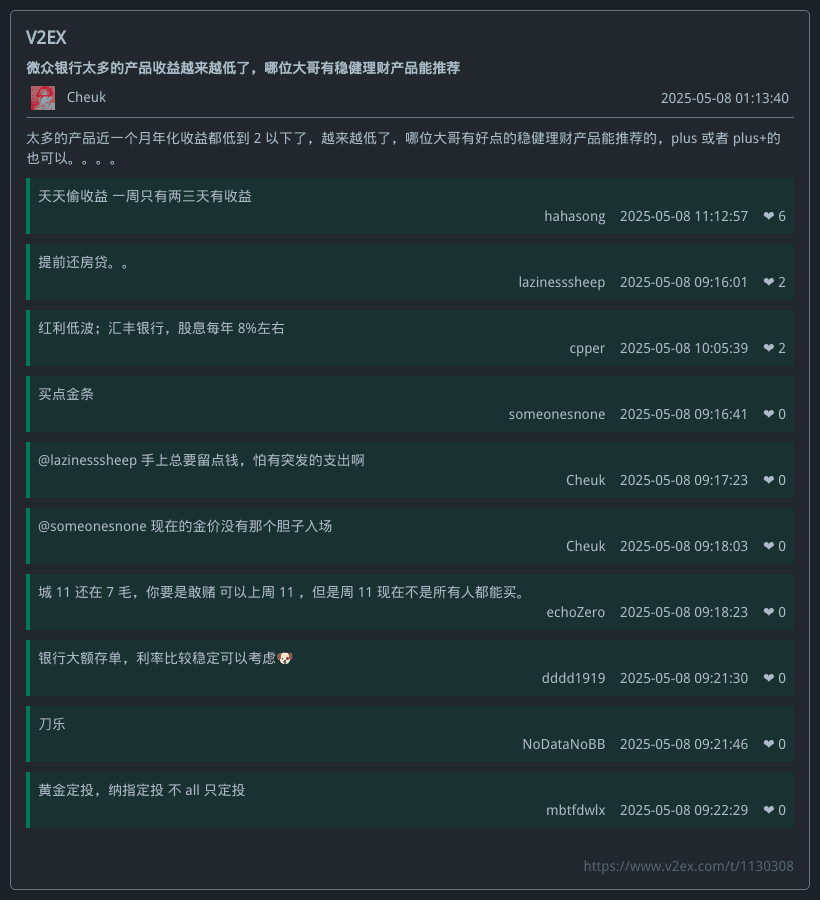 V2EX
微众银行太多的产品收益越来越低了，哪位大哥有稳健理财产品能推荐
Cheuk 2025-05-08 01:13:40
太多的产品近一个月年化收益都低到 2 以下了，越来越低了，哪位大哥有好点的稳健理财产品能推荐的，plus 或者 plus+的
也可以。。。。
天天偷收益 一周只有两三天有收益
hahasong 2025-05-08 11:12:57 ❤ 6
提前还房贷。。
lazinesssheep 2025-05-08 09:16:01 ❤ 2
红利低波；汇丰银行，股息每年 8%左右
cpper 2025-05-08 10:05:39 ❤ 2
买点金条
someonesnone 2025-05-08 09:16:41 ❤ 0
@lazinesssheep 手上总要留点钱，怕有突发的支出啊
Cheuk 2025-05-08 09:17:23 ❤ 0
@someonesnone 现在的金价没有那个胆子入场
Cheuk 2025-05-08 09:18:03 ❤ 0
城 11 还在 7 毛，你要是敢赌 可以上周 11 ，但是周 11 现在不是所有人都能买。
echoZero 2025-05-08 09:18:23 ❤ 0
银行大额存单，利率比较稳定可以考虑🐶
dddd1919 2025-05-08 09:21:30 ❤ 0
刀乐
NoDataNoBB 2025-05-08 09:21:46 ❤ 0
黄金定投，纳指定投 不 all 只定投
mbtfdwlx 2025-05-08 09:22:29 ❤ 0
https://www.v2ex.com/t/1130308